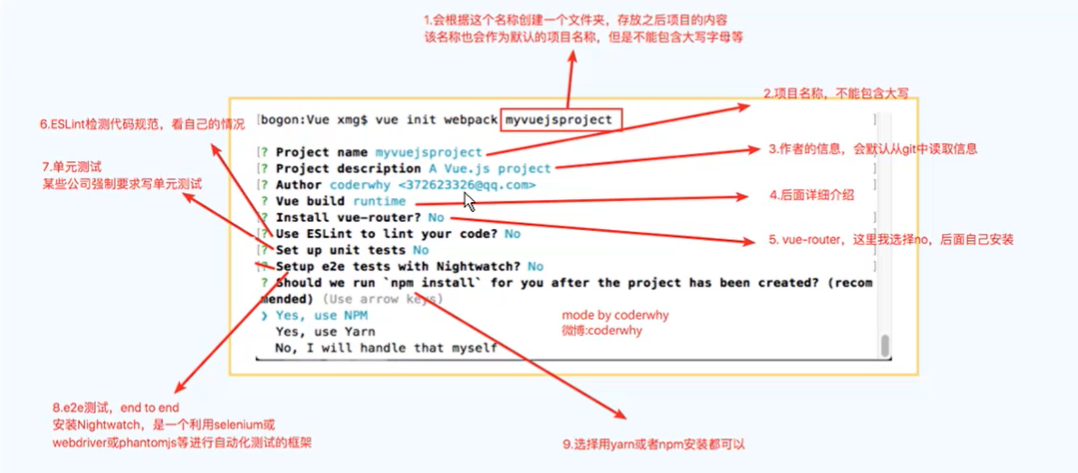 1.会根据这个名称创建一个文件夹，存放之后项目的内容
该名称也会作为默认的项目名称，但是不能包含大写字母等
2.项目名称，不能包含大写
[bogon:Vue xmg$ vue init webpack myvuejsproject ]
6.ESLint检测代码规范，看自己的情况
[? Project name myvuejsproject ]
3.作者的信息，会默认从git中读取信息
7.单元测试
某些公司强制要求写单元测试
[? Project description A Vue.js project ]
[? Author coderwhy <372623326@qq.com> ]
4.后面详细介绍
? Vue build runtime
[? Install vue-router? No ]
[? Use ESLint to lint your code? No ]
5. vue-router，这里我选择no，后面自己安装
[? Set up unit tests No ]
[? Setup e2e tests with Nightwatch? No ]
? Should we run `npm install` for you after the project has been created? (recom
mended) (Use arrow keys)
❯ Yes, use NPM
Yes, use Yarn
No, I will handle that myself
mode by coderwhy
微博:coderwhy
8.e2e测试，end to end
安装Nightwatch，是一个利用selenium或
webdriver或phantomjs等进行自动化测试的框架
9.选择用yarn或者npm安装都可以